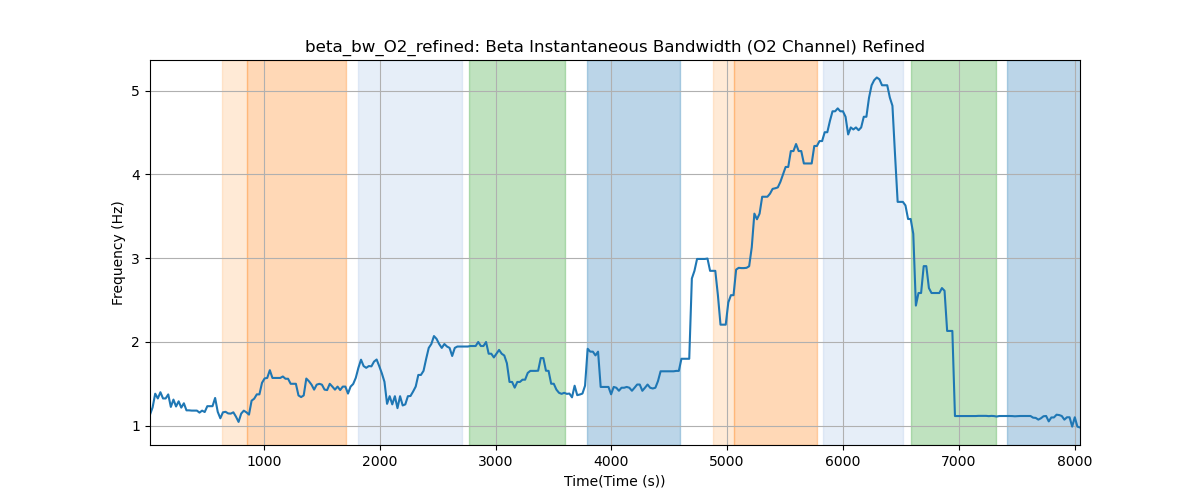 beta_bw_O2_refined: Beta Instantaneous Bandwidth (O2 Channel) Refined
Frequency (Hz)
5
4
3
2
1
1000 2000 3000 4000 5000 6000 7000 8000
Time(Time (s))